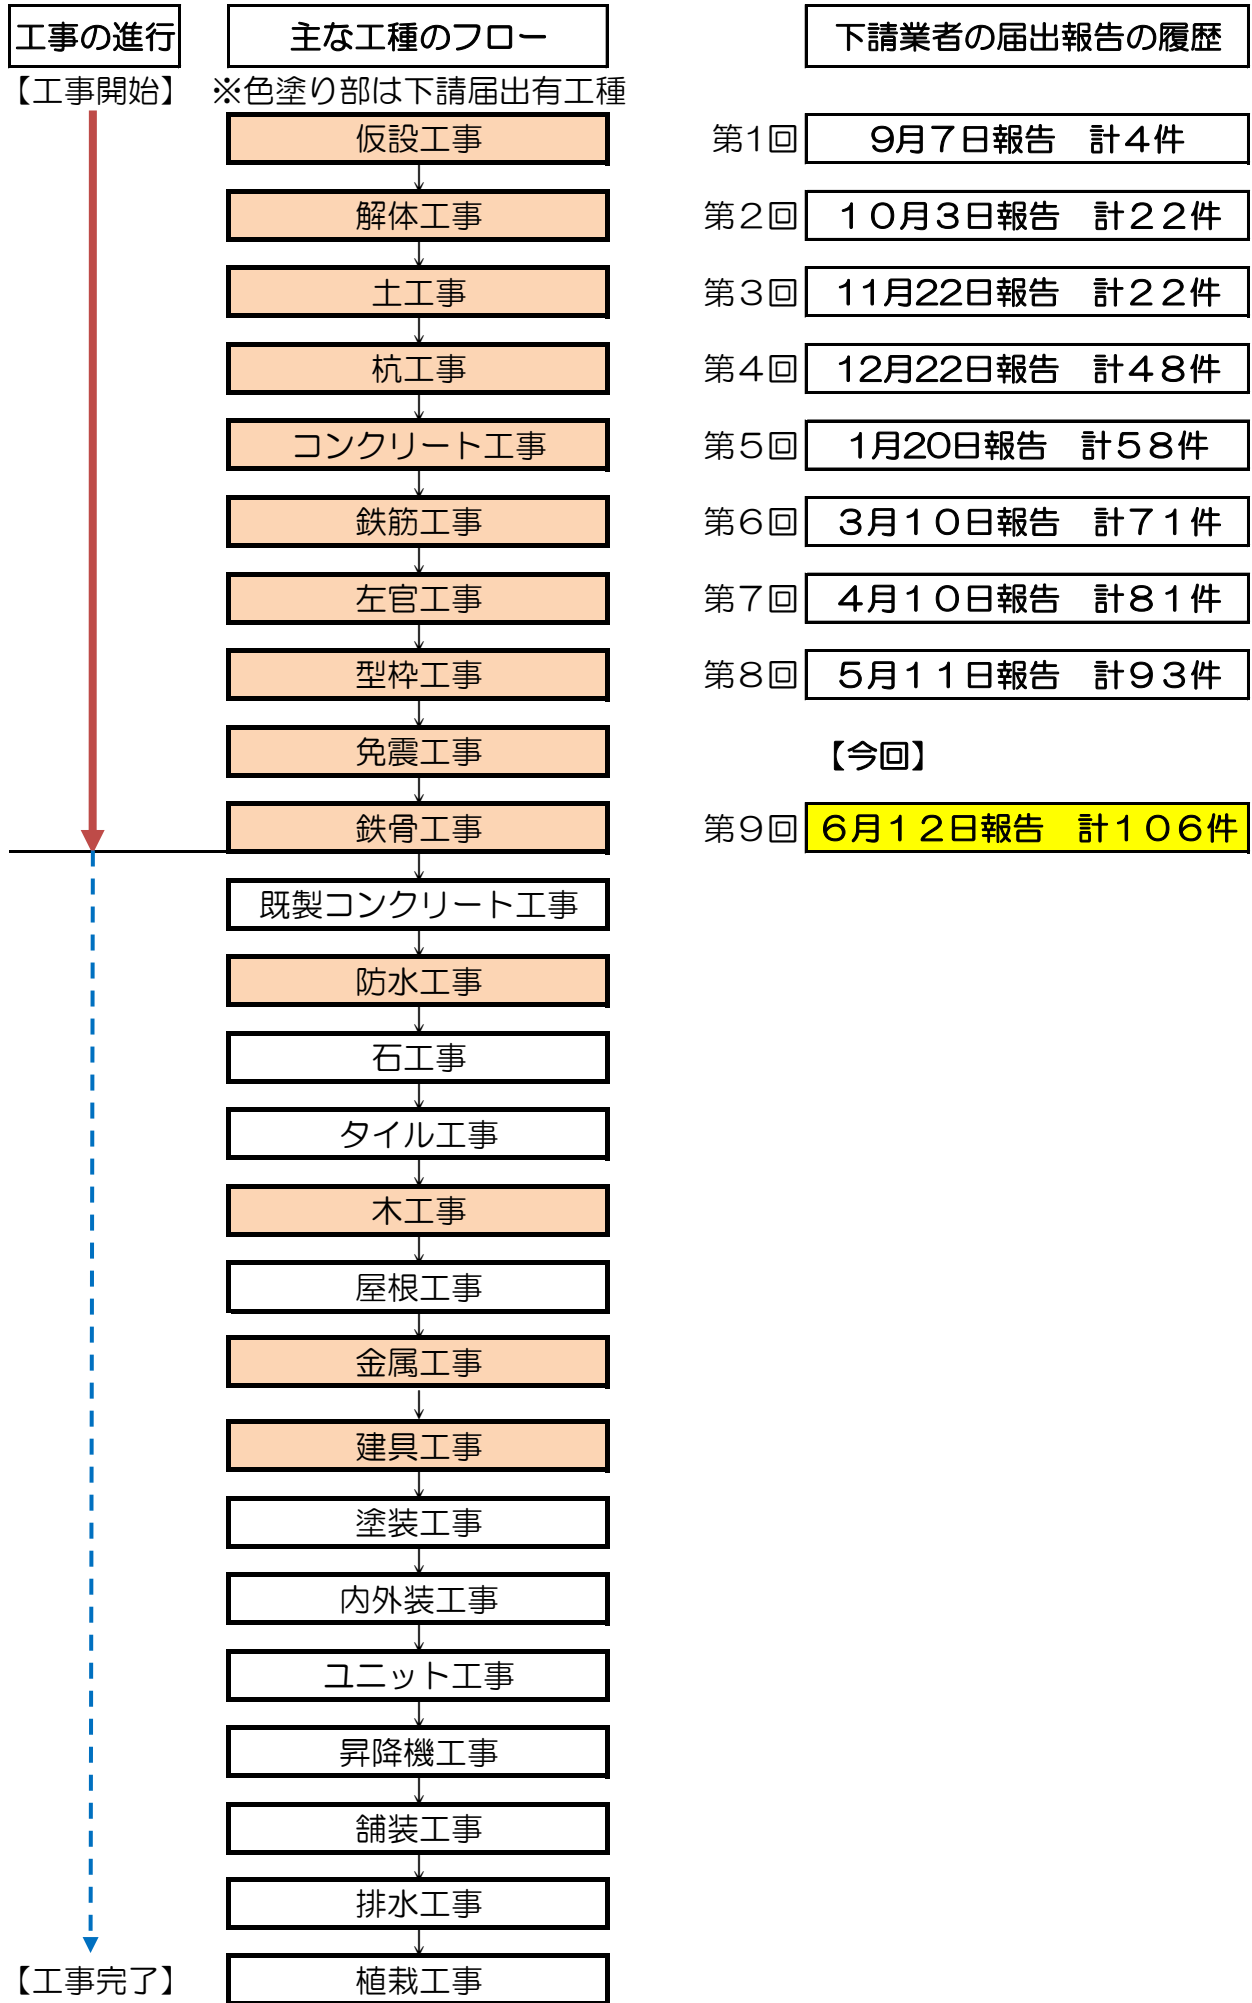 工事の進行
主な工種のフロー
下請業者の届出報告の履歴
【工事開始】
※色塗り部は下請届出有工種
仮設工事
第1回
9月７日報告　計４件
解体工事
第２回
１０月３日報告　計２２件
土工事
第３回
11月22日報告　計２２件
杭工事
第４回
12月22日報告　計４８件
コンクリート工事
第５回
1月20日報告　計５８件
鉄筋工事
第６回
３月１０日報告　計７１件
左官工事
第７回
４月１０日報告　計８１件
型枠工事
第８回
５月１１日報告　計９３件
免震工事
【今回】
鉄骨工事
第９回
６月１２日報告　計１０６件
既製コンクリート工事
防水工事
石工事
タイル工事
木工事
屋根工事
金属工事
建具工事
塗装工事
内外装工事
ユニット工事
昇降機工事
舗装工事
排水工事
【工事完了】
植栽工事